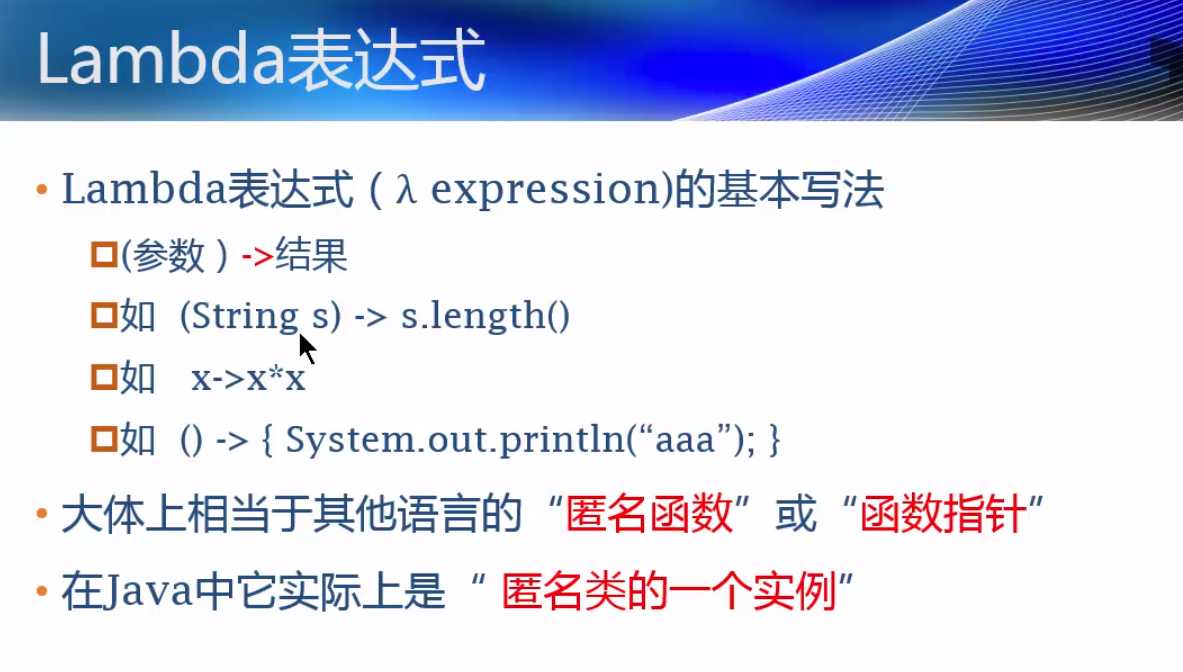 Lambda表达式
• Lambda表达式（λ expression)的基本写法
(参数 ) ->结果
如 (String s) -> s.length()
如 x->x*x
如 () -> { System.out.println(“aaa”); }
• 大体上相当于其他语言的“匿名函数”或“函数指针”
• 在Java中它实际上是“ 匿名类的一个实例”